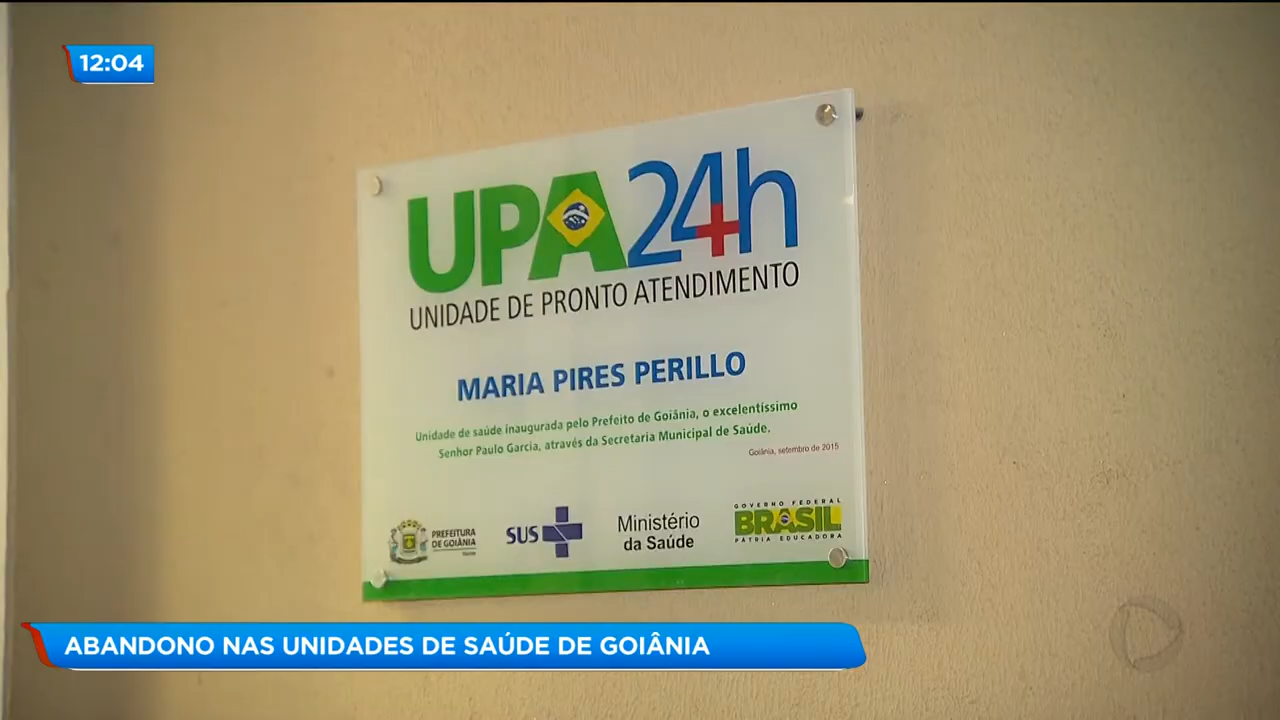 12:04
UPA24h
UNIDADE DE PRONTO ATENDIMENTO
MARIA PIRES PERILLO
Unidade de saúde inaugurada pelo Prefeito de Goiânia, o excelentíssimo
Senhor Paulo Garcia, através da Secretaria Municipal de Saúde.
Goiânia, setembro de 2015
PREFEITURA
DE GOIÂNIA
SUS
Ministério
da Saúde
GOVERNO FEDERAL
BRASIL
PÁTRIA EDUCADORA
ABANDONO NAS UNIDADES DE SAÚDE DE GOIÂNIA